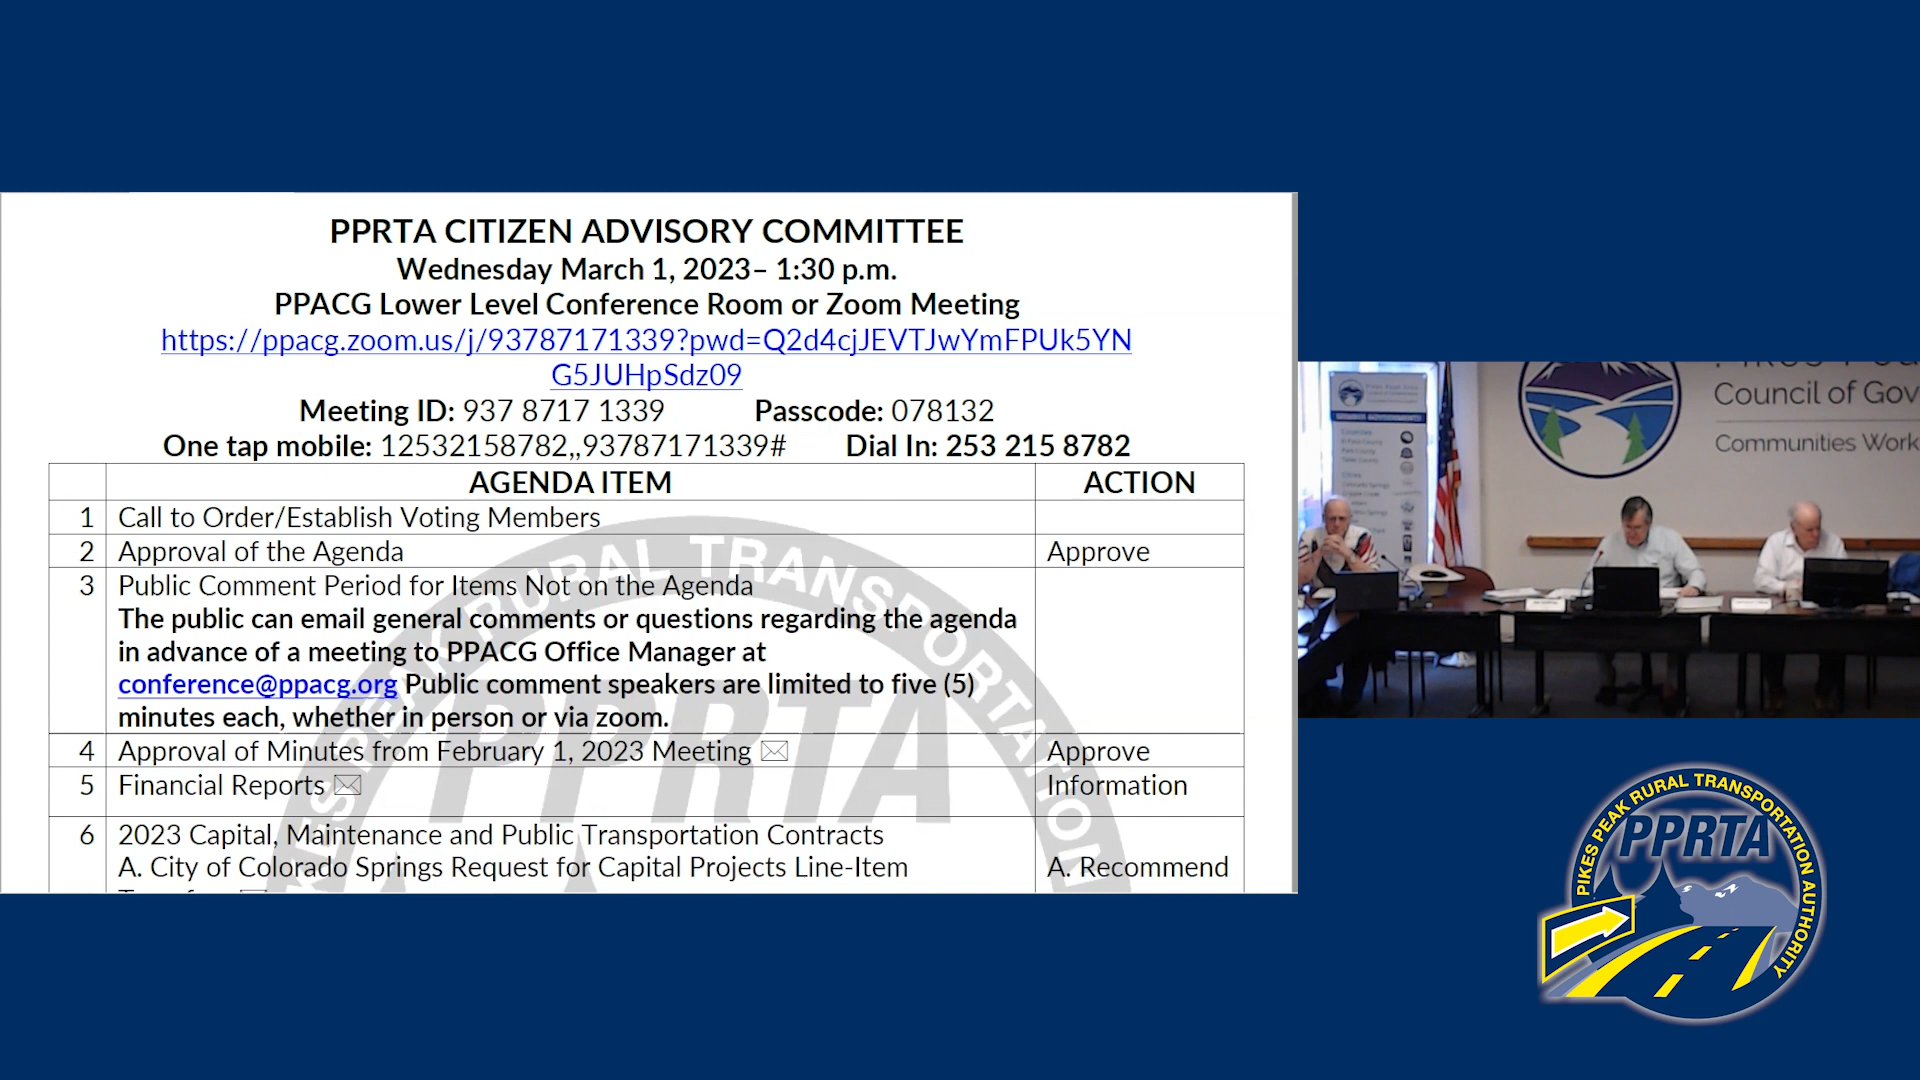 PPRTA CITIZEN ADVISORY COMMITTEE
Wednesday March 1, 2023– 1:30 p.m.
PPACG Lower Level Conference Room or Zoom Meeting
https://ppacg.zoom.us/j/93787171339?pwd=Q2d4cjJEVTJwYmFPUk5YN
G5JUHpSdz09
Meeting ID: 937 8717 1339 Passcode: 078132
One tap mobile: 12532158782,,93787171339# Dial In: 253 215 8782
AGENDA ITEM ACTION
1 Call to Order/Establish Voting Members
2 Approval of the Agenda Approve
3 Public Comment Period for Items Not on the Agenda
The public can email general comments or questions regarding the agenda
in advance of a meeting to PPACG Office Manager at
conference@ppacg.org Public comment speakers are limited to five (5)
minutes each, whether in person or via zoom.
4 Approval of Minutes from February 1, 2023 Meeting Approve
5 Financial Reports Information
6 2023 Capital, Maintenance and Public Transportation Contracts
A. City of Colorado Springs Request for Capital Projects Line-Item A. Recommend
Council of Gov
Communities Work
PIKES PEAK RURAL TRANSPORTATION AUTHORITY
PPRTA